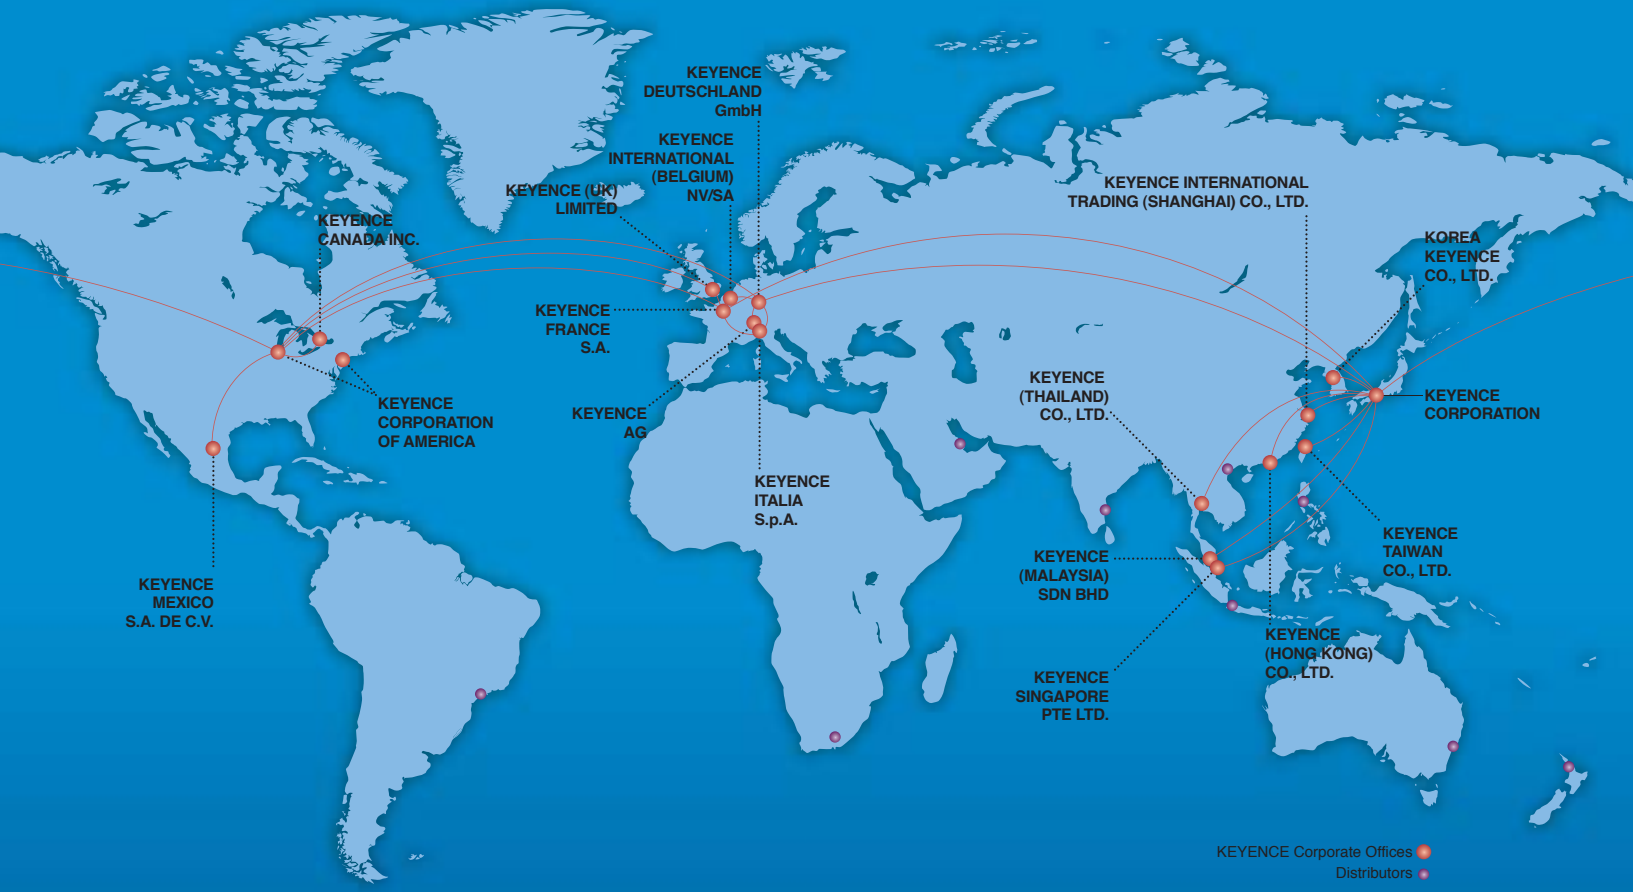 KEYENCE
DEUTSCHLAND
GmbH
KEYENCE
INTERNATIONAL
(BELGIUM)
NV/SA
KEYENCE (UK)
LIMITED
KEYENCE
CANADA INC.
KEYENCE INTERNATIONAL
TRADING (SHANGHAI) CO., LTD.
KOREA
KEYENCE
CO., LTD.
KEYENCE
FRANCE
S.A.
KEYENCE
CORPORATION
OF AMERICA
KEYENCE
AG
KEYENCE
(THAILAND)
CO., LTD.
KEYENCE
CORPORATION
KEYENCE
ITALIA
S.p.A.
KEYENCE
TAIWAN
CO., LTD.
KEYENCE
(MALAYSIA)
SDN BHD
KEYENCE
MEXICO
S.A. DE C.V.
KEYENCE
(HONG KONG)
CO., LTD.
KEYENCE
SINGAPORE
PTE LTD.
KEYENCE Corporate Offices
Distributors